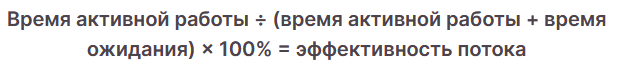 Время активной работы ÷ (время активной работы + время
ожидания) × 100% = эффективность потока